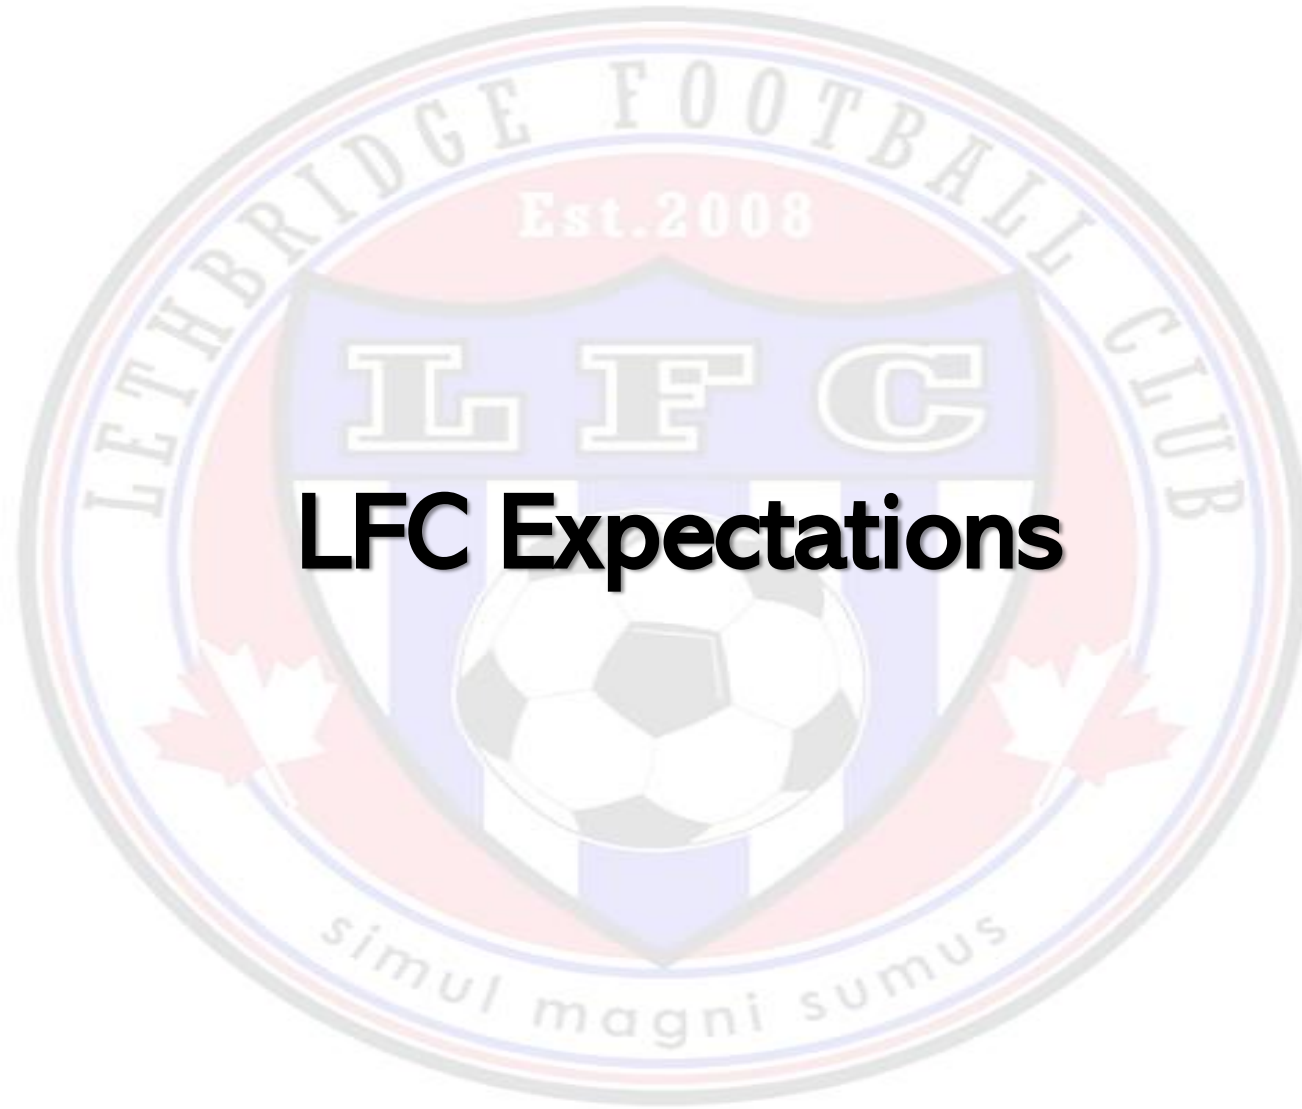 LETHBRIDGE FOOTBALL CLUB
Est.2008
LFC
LFC Expectations
simul magni sumus